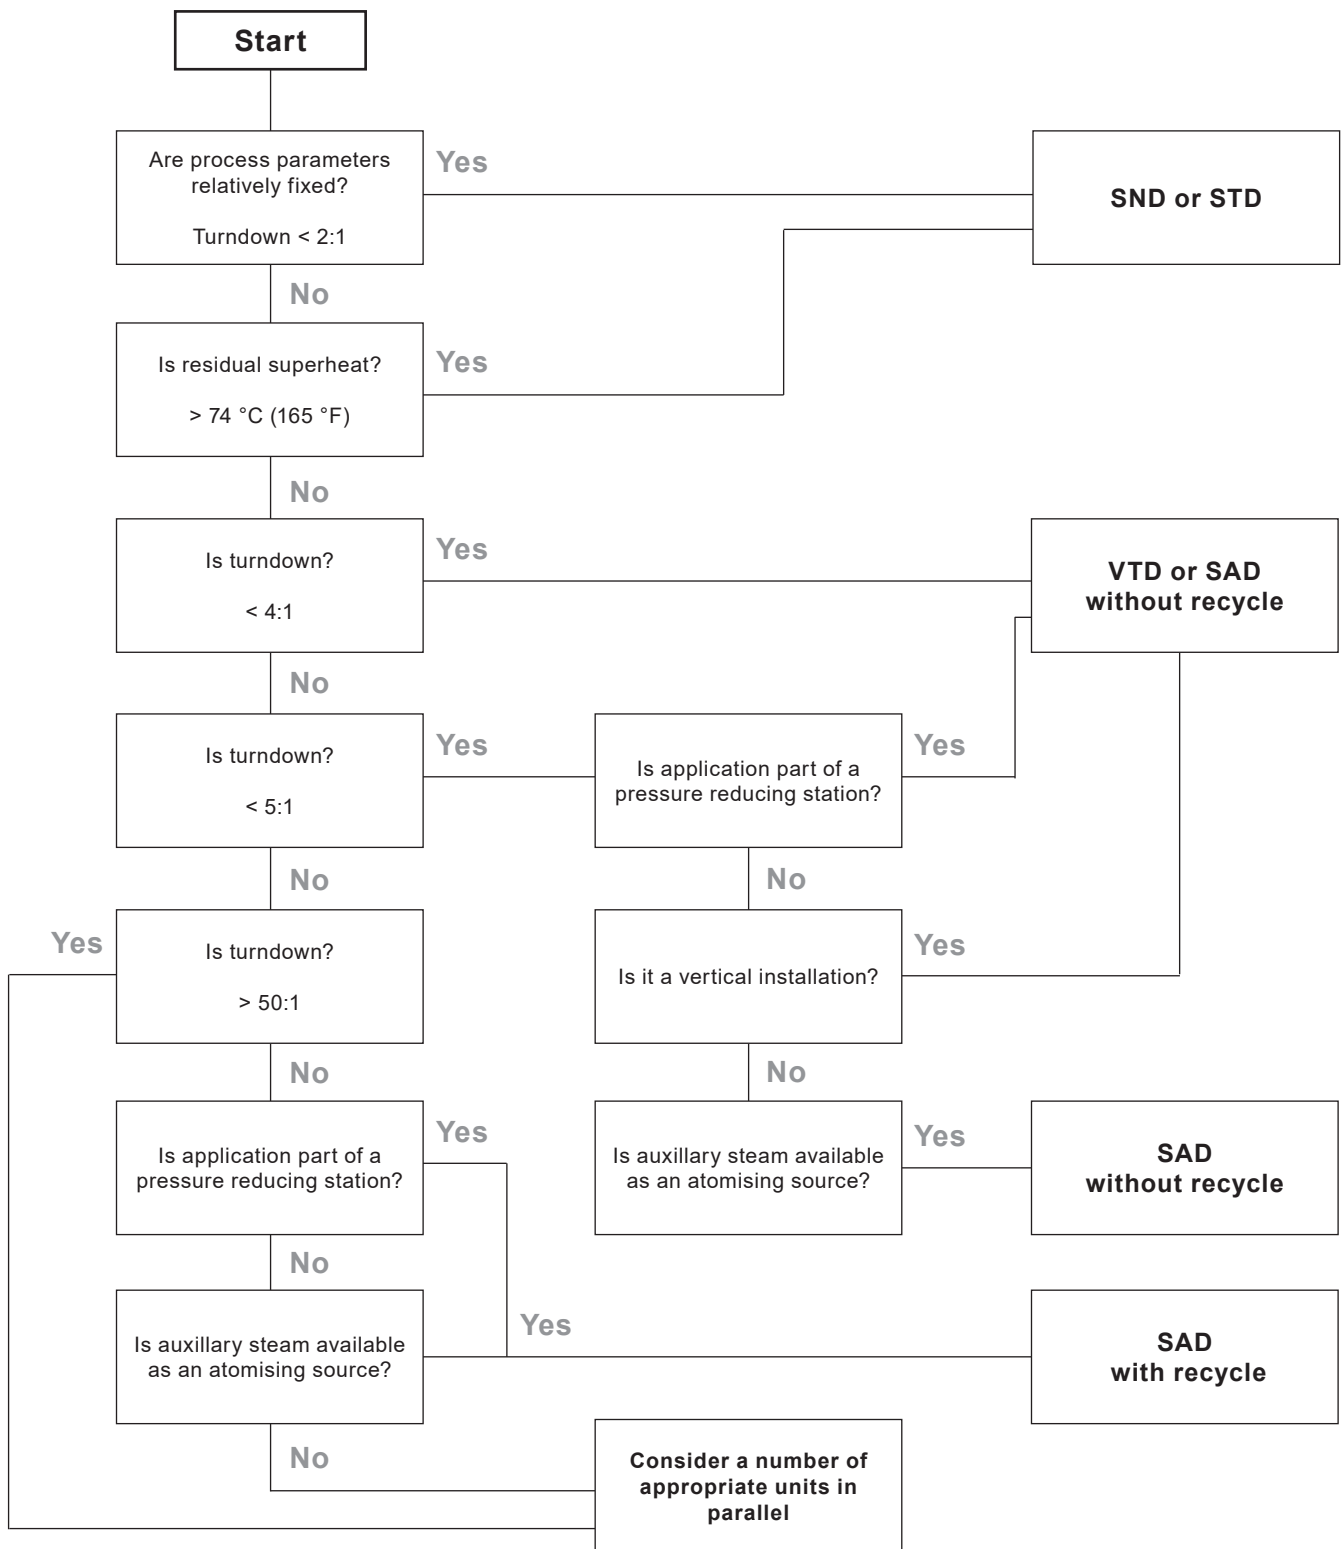 Start
Are process parameters
relatively fixed?
Turndown < 2:1
Yes
SND or STD
No
Is residual superheat?
> 74 °C (165 °F)
Yes
No
Is turndown?
< 4:1
Yes
VTD or SAD
without recycle
No
Is turndown?
< 5:1
Yes
Is application part of a
pressure reducing station?
Yes
No
No
Yes
Is turndown?
> 50:1
Is it a vertical installation?
Yes
No
No
Is application part of a
pressure reducing station?
Yes
Is auxillary steam available
as an atomising source?
Yes
SAD
without recycle
No
Is auxillary steam available
as an atomising source?
Yes
SAD
with recycle
No
Consider a number of
appropriate units in
parallel